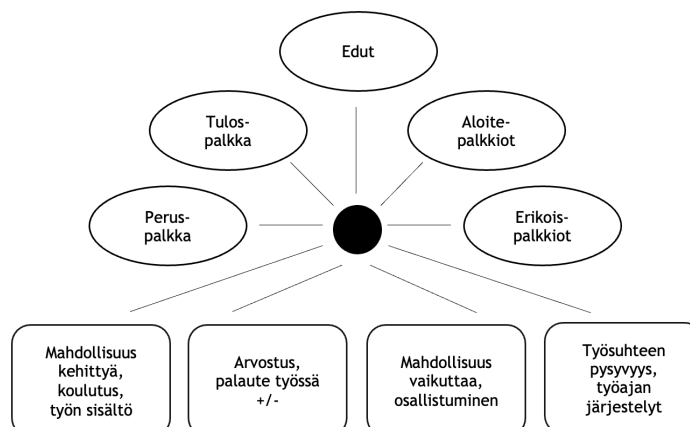 Edut
Tulos-
palkka
Aloite-
palkkiot
Perus-
palkka
Erikois-
palkkiot
Mahdollisuus
kehittyä,
koulutus,
työn sisältö
Arvostus,
palaute työssä
+/-
Mahdollisuus
vaikuttaa,
osallistuminen
Työsuhteen
pysyvyys,
työajan
järjestelyt